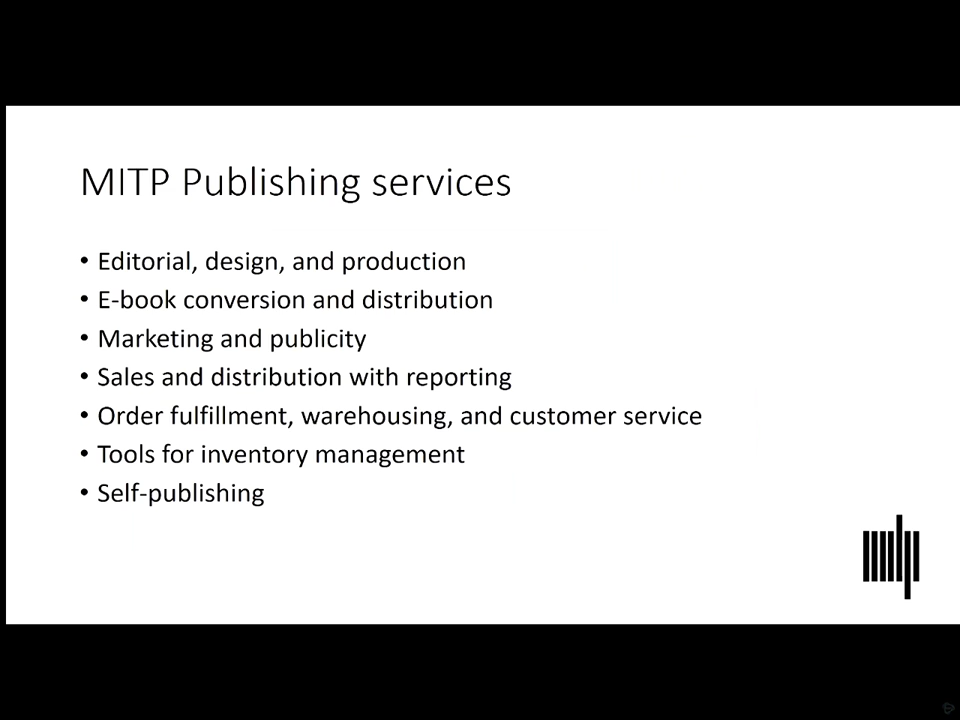 MITP Publishing services
• Editorial, design, and production
• E-book conversion and distribution
• Marketing and publicity
• Sales and distribution with reporting
• Order fulfillment, warehousing, and customer service
• Tools for inventory management
• Self-publishing